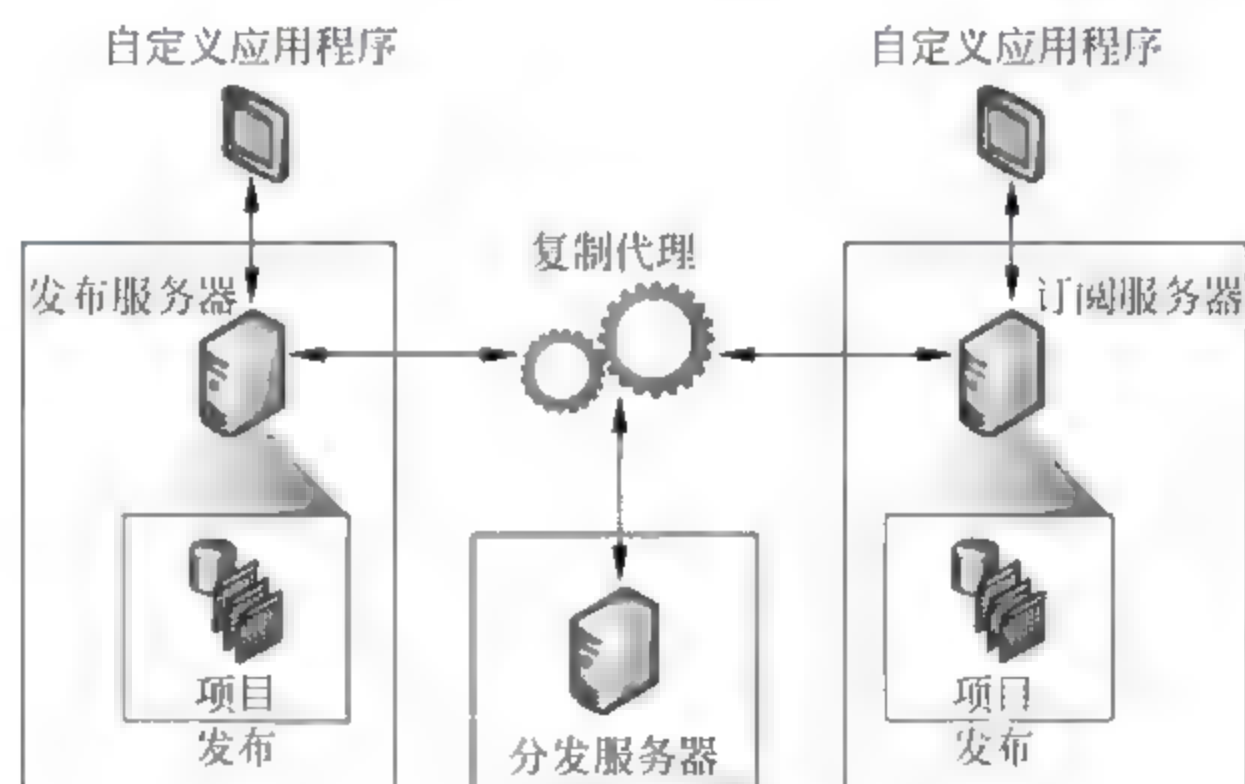 自定义应用程序
自定义应用程序
复制代理
发布服务器
订阅服务器
项目
发布
分发服务器
项目
发布